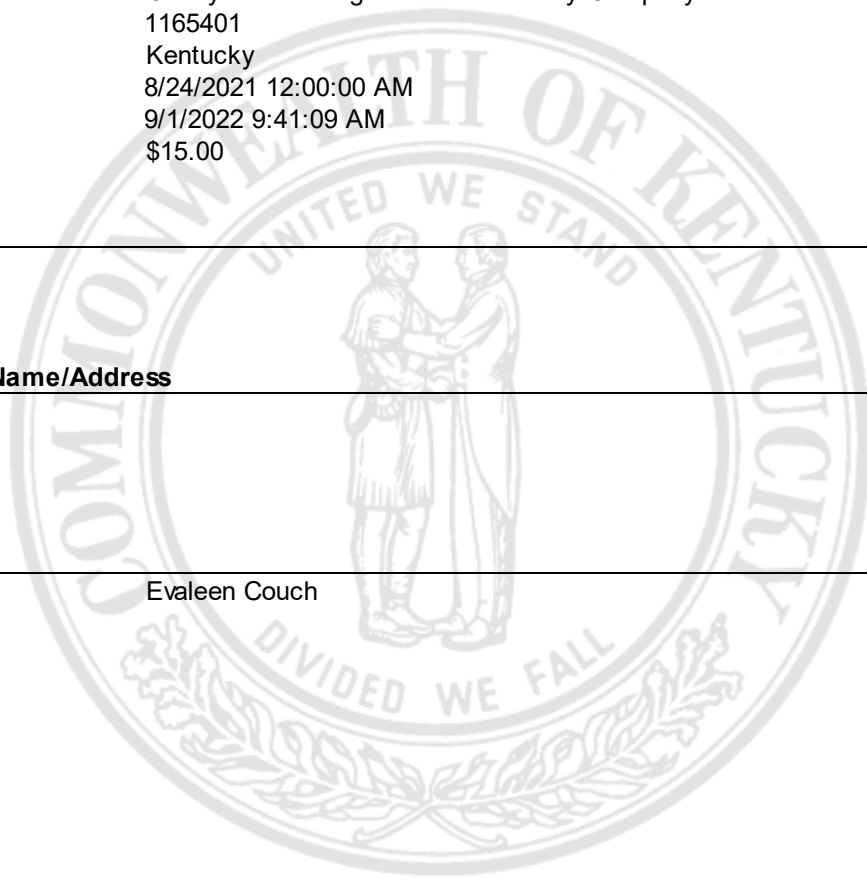 1165401
Kentucky
8/24/2021 12:00:00 AM
9/1/2022 9:41:09 AM
$15.00
COMMONWEALTH OF KENTUCKY
UNITED WE STAND
Name/Address
Evaleen Couch
DIVIDED WE FALL